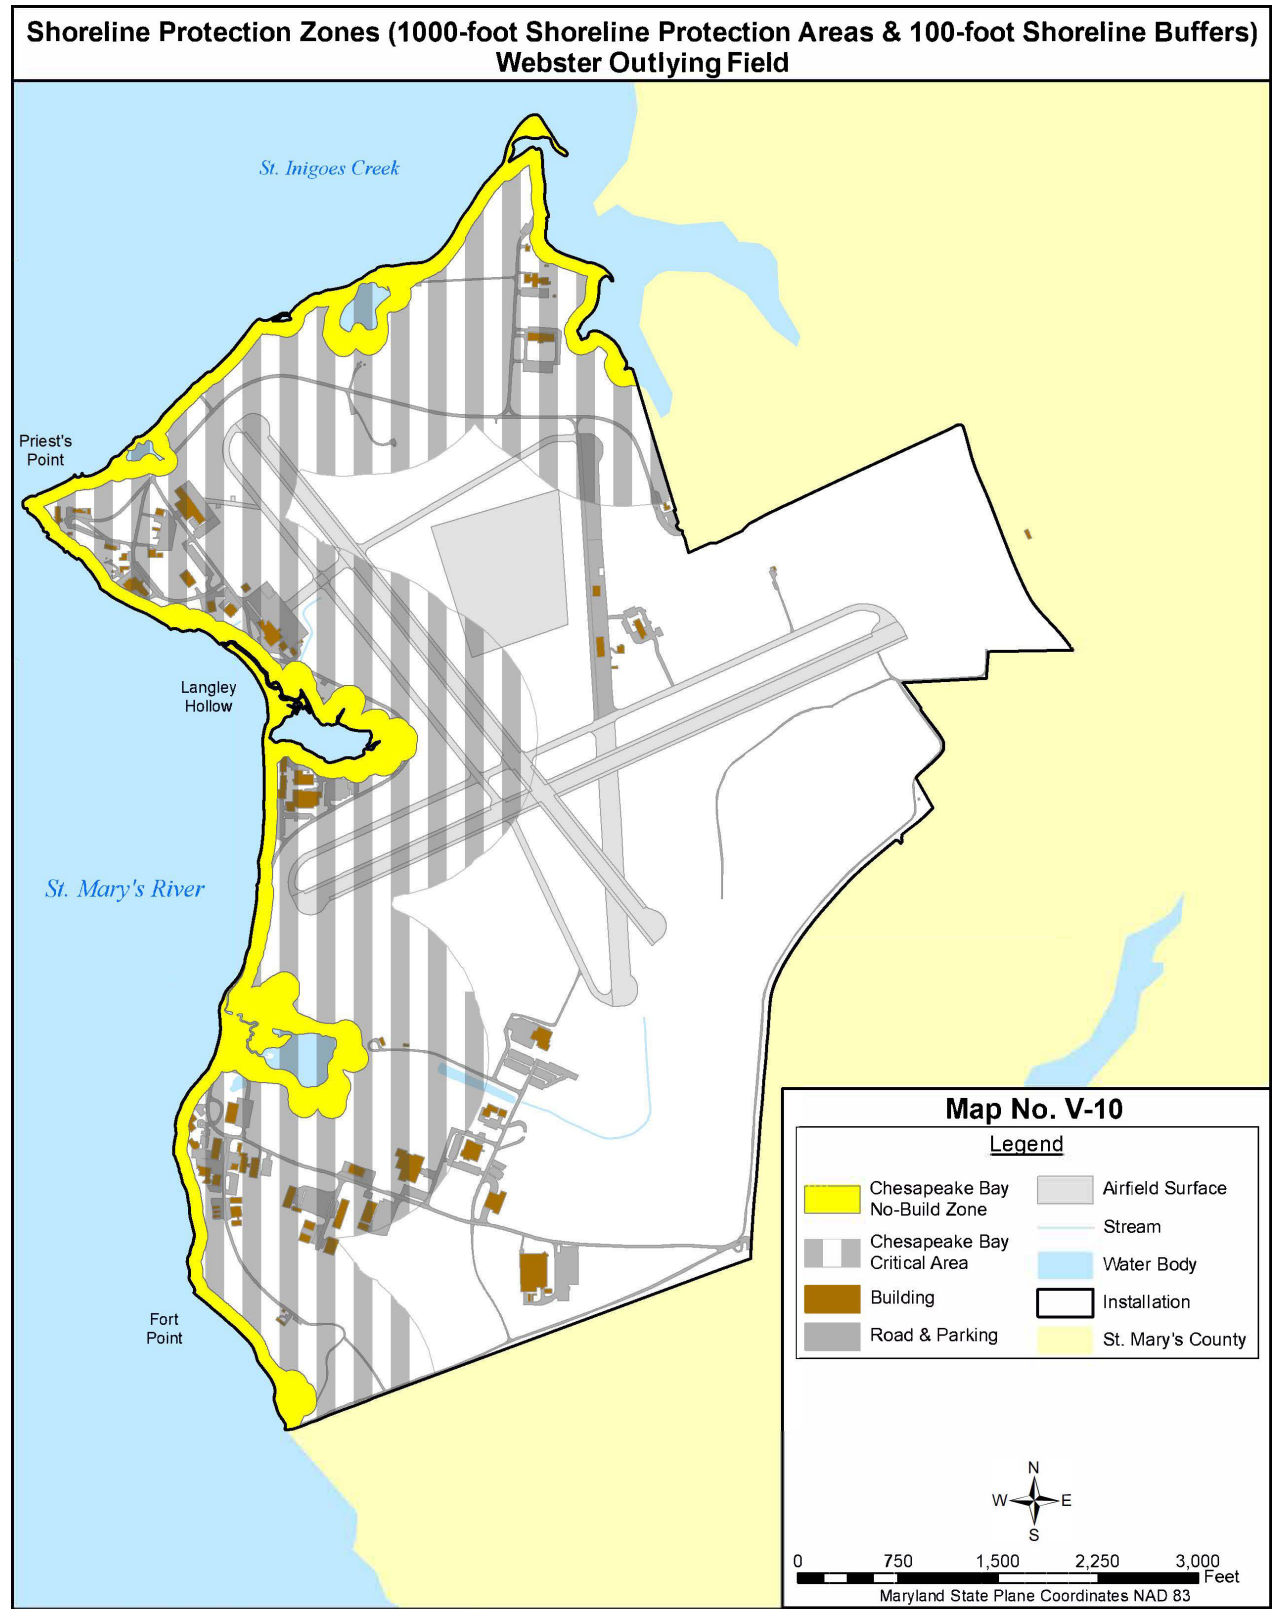 Shoreline Protection Zones (1000-foot Shoreline Protection Areas & 100-foot Shoreline Buffers)
Webster Outlying Field
St. Inigoes Creek
Priest's
Point
Langley
Hollow
St. Mary's River
Fort
Point
Map No. V-10
Legend
Chesapeake Bay
No-Build Zone
Chesapeake Bay
Critical Area
Building
Road & Parking
Airfield Surface
Stream
Water Body
Installation
St. Mary's County
N
W E
S
0 750 1,500 2,250 3,000
Feet
Maryland State Plane Coordinates NAD 83